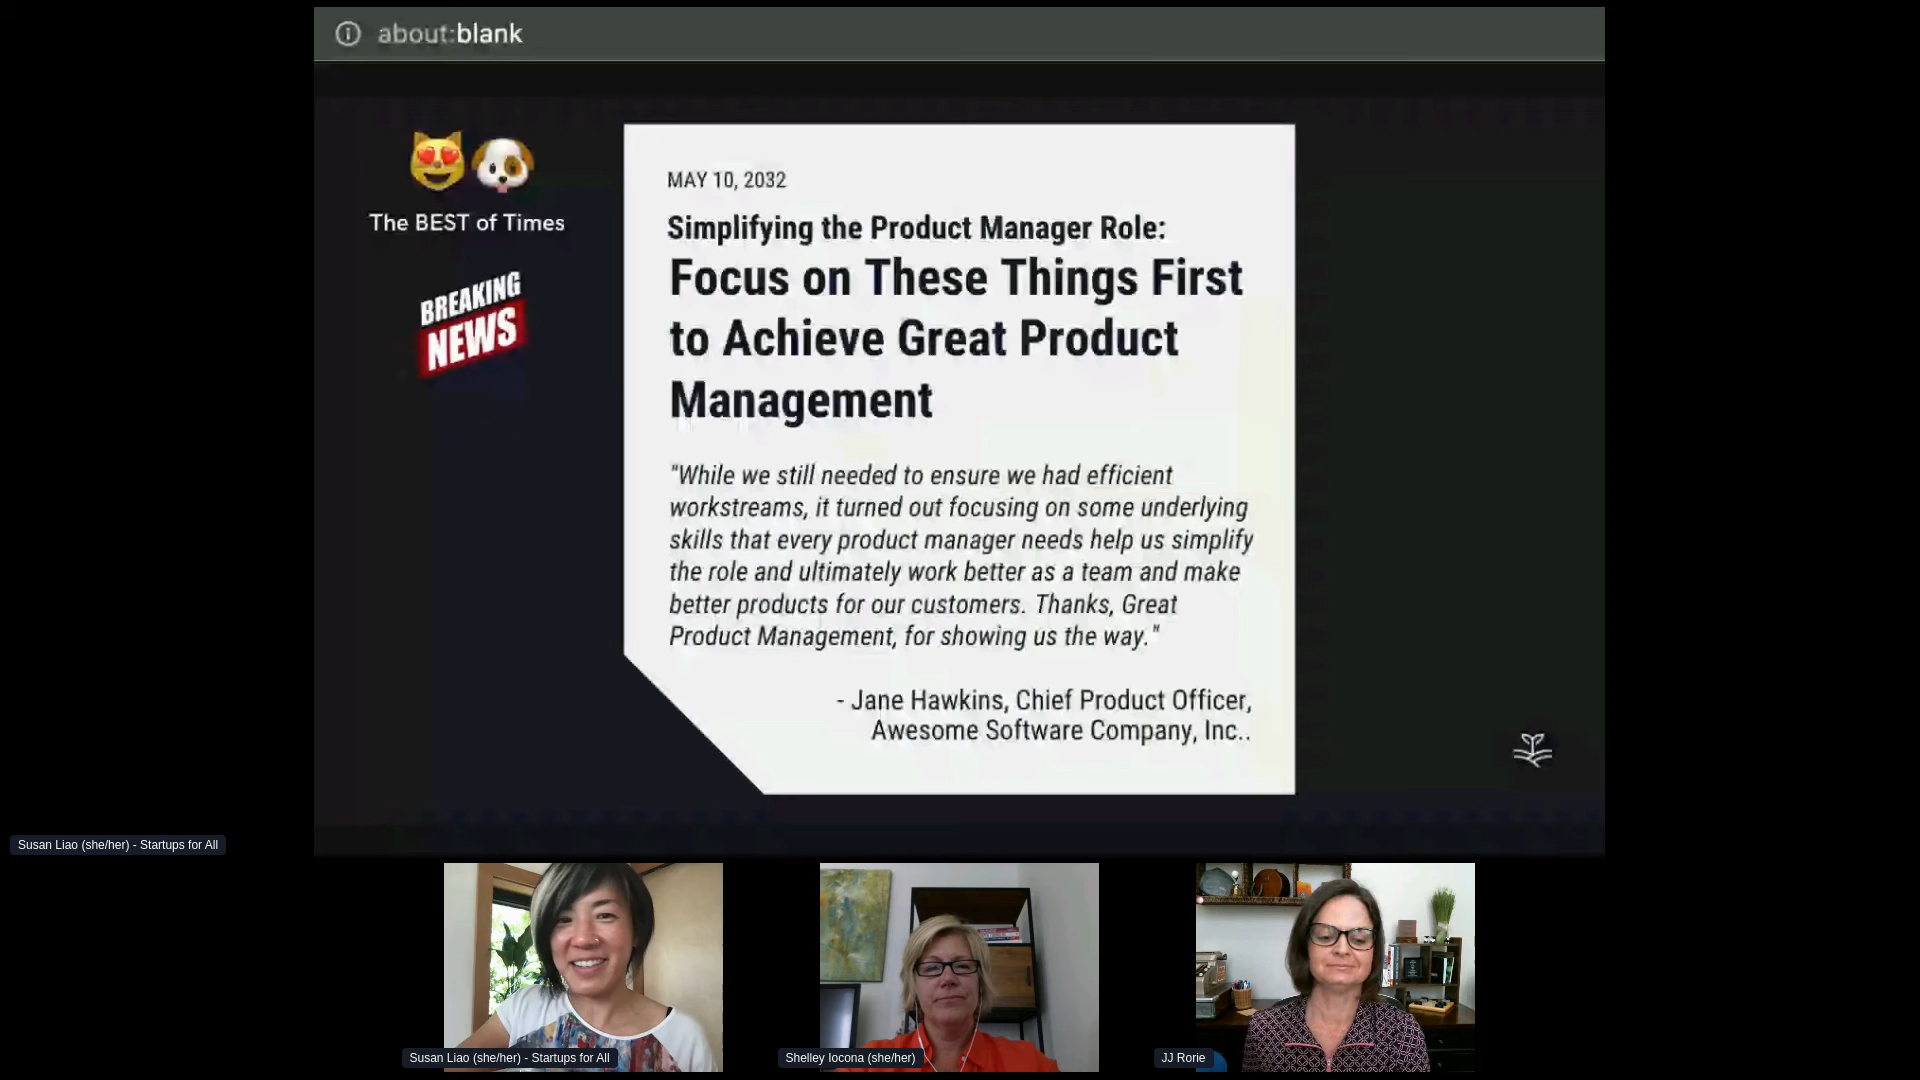 about:blank
The BEST of Times
BREAKING
NEWS
MAY 10, 2032
Simplifying the Product Manager Role:
Focus on These Things First
to Achieve Great Product
Management
"While we still needed to ensure we had efficient
workstreams, it turned out focusing on some underlying
skills that every product manager needs help us simplify
the role and ultimately work better as a team and make
better products for our customers. Thanks, Great
Product Management, for showing us the way."
- Jane Hawkins, Chief Product Officer,
Awesome Software Company, Inc..
Susan Liao (she/her) - Startups for All
Susan Liao (she/her) - Startups for All
Shelley Iocona (she/her)
JJ Rorie